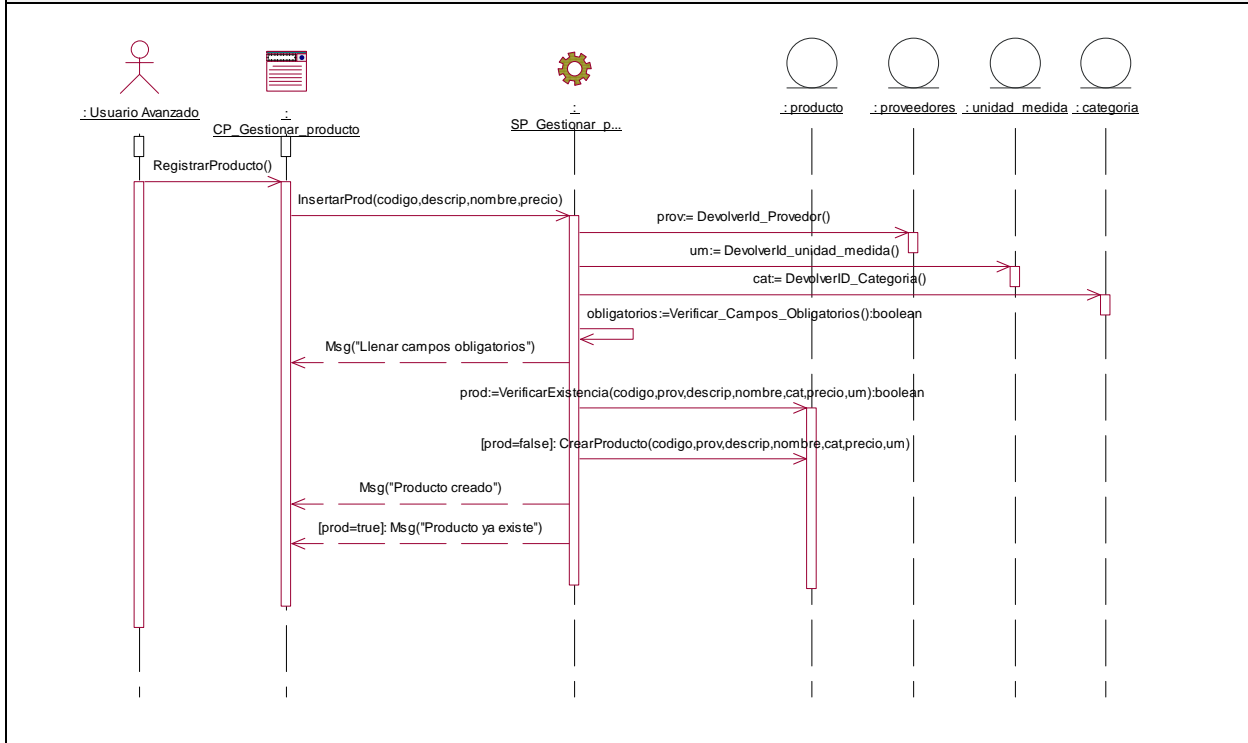 : Usuario Avanzado
:
CP_Gestionar_producto
:
SP_Gestionar_p...
: producto
: proveedores
: unidad_medida
: categoria
RegistrarProducto()
InsertarProd(codigo,descrip,nombre,precio)
prov:= DevolverId_Provedor()
um:= DevolverId_unidad_medida()
cat:= DevolverID_Categoria()
obligatorios:=Verificar_Campos_Obligatorios():boolean
Msg("Llenar campos obligatorios")
prod:=VerificarExistencia(codigo,prov,descrip,nombre,cat,precio,um):boolean
[prod=false]: CrearProducto(codigo,prov,descrip,nombre,cat,precio,um)
Msg("Producto creado")
[prod=true]: Msg("Producto ya existe")